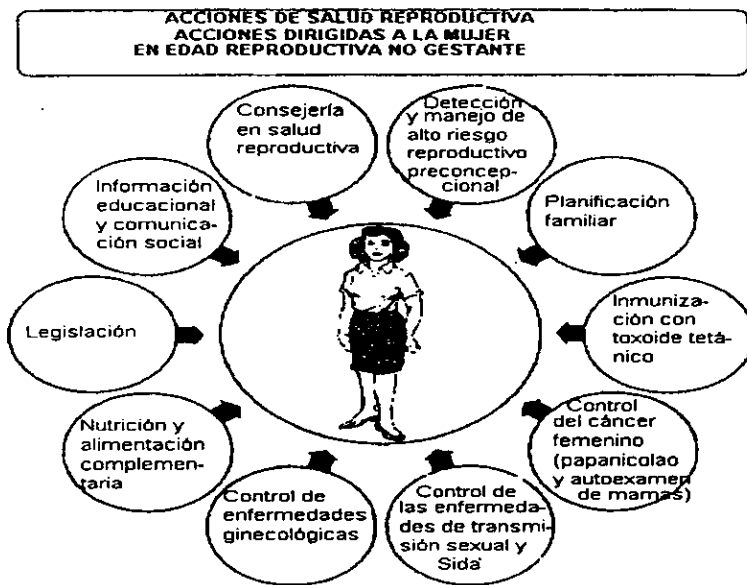 ACCIONES DE SALUD REPRODUCTIVA
ACCIONES DIRIGIDAS A LA MUJER
EN EDAD REPRODUCTIVA NO GESTANTE
Consejería
en salud
reproductiva
Detección
y manejo de
alto riesgo
reproductivo
preconcep-
cional
Información
educacional
y comunica-
ción social
Planificación
familiar
Legislación
Inmuniza-
ción con
toxoide tetá-
nico
Nutrición y
alimentación
complemen-
taria
Control
del cáncer
femenino
(papanicolao
y autoexamen
de mamas)
Control de
enfermedades
ginecológicas
Control de
las enfermeda-
des de transmi-
sión sexual y
Sida